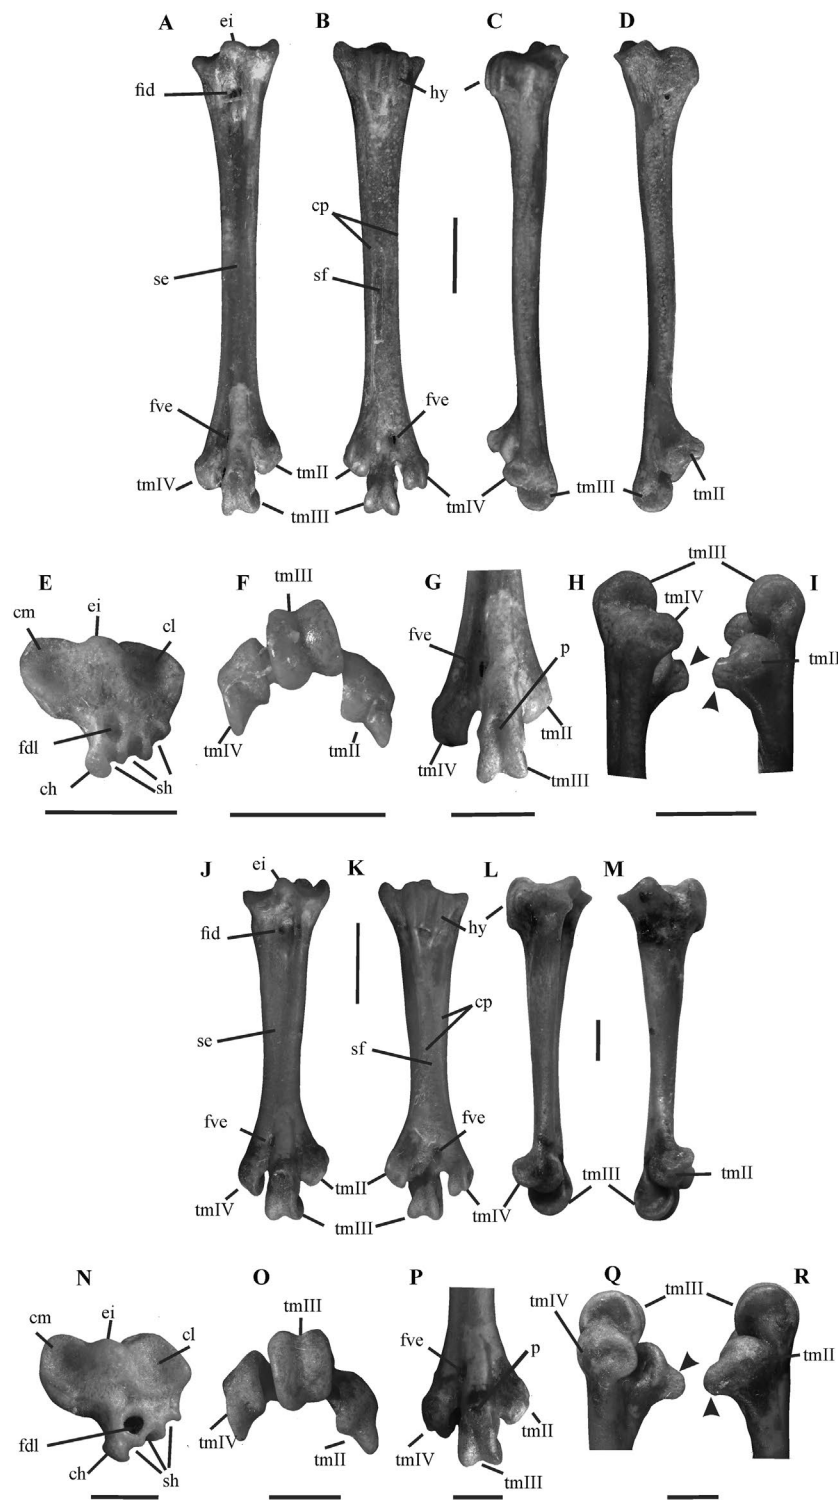 A ei B C D
fid hy
cp
se sf
fve fve
tmIV tmII tmIV tmIII tmII
tmIII
E F G H tmIII I
cm ei cl tmIII tmIV
fve p tmII
fdl tmII
ch sh tmIV tmII tmIV tmIII
J ei K L M
fid hy
cp
se sf
fve fve
tmIV tmII tmIV tmIII tmII
tmIII
N O P Q R
cm ei cl tmIII tmIV tmIII
fve p tmII
fdl tmIV tmII
ch sh tmII tmIV
tmIII